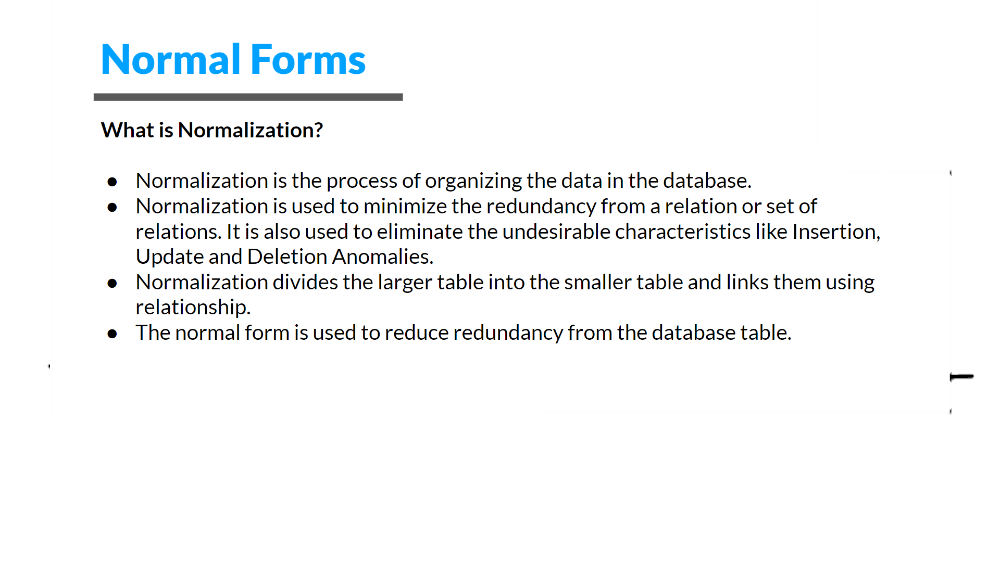 Normal Forms
What is Normalization?
● Normalization is the process of organizing the data in the database.
● Normalization is used to minimize the redundancy from a relation or set of
relations. It is also used to eliminate the undesirable characteristics like Insertion,
Update and Deletion Anomalies.
● Normalization divides the larger table into the smaller table and links them using
relationship.
● The normal form is used to reduce redundancy from the database table.